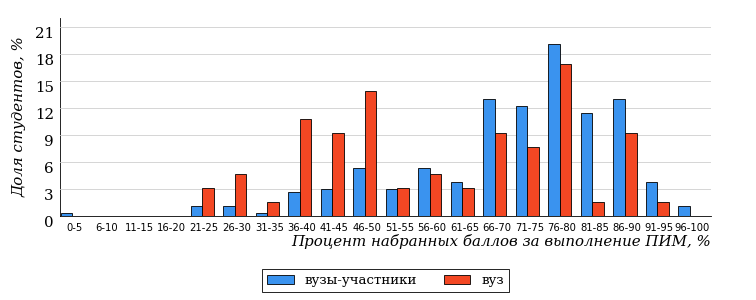 21
18
15
12
9
6
3
0
Доля студентов, %
0-5 6-10 11-15 16-20 21-25 26-30 31-35 36-40 41-45 46-50 51-55 56-60 61-65 66-70 71-75 76-80 81-85 86-90 91-95 96-100
Процент набранных баллов за выполнение ПИМ, %
вузы-участники вуз